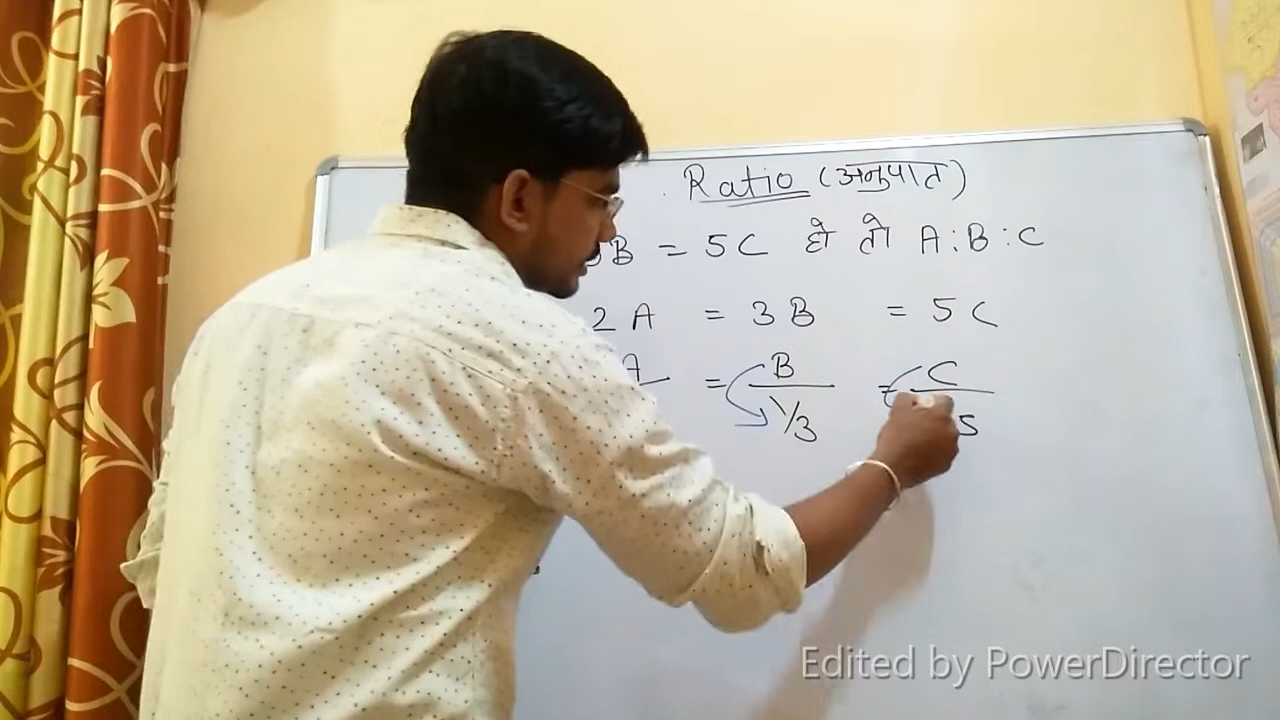 Ratio (अनुपात)
B = 5C हो तो A:B:C
2A = 3B = 5C
A = B = C
1/3 5
Edited by PowerDirector